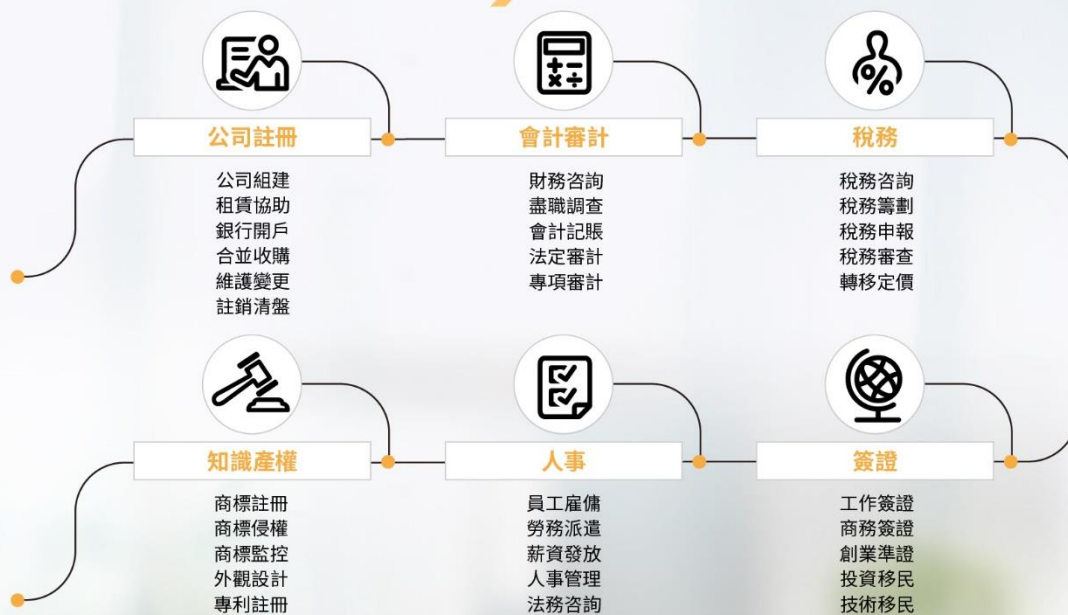 公司註冊
公司組建
租賃協助
銀行開戶
合並收購
維護變更
註銷清盤
會計審計
財務咨詢
盡職調查
會計記賬
法定審計
專項審計
稅務
稅務咨詢
稅務籌劃
稅務申報
稅務審查
轉移定價
知識產權
商標註冊
商標侵權
商標監控
外觀設計
專利註冊
人事
員工雇傭
勞務派遣
薪資發放
人事管理
法務咨詢
簽證
工作簽證
商務簽證
創業準證
投資移民
技術移民